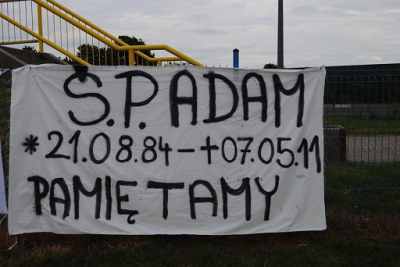 Ś.P. ADAM
* 21.08.84 - +07.05.11
PAMIĘTAMY